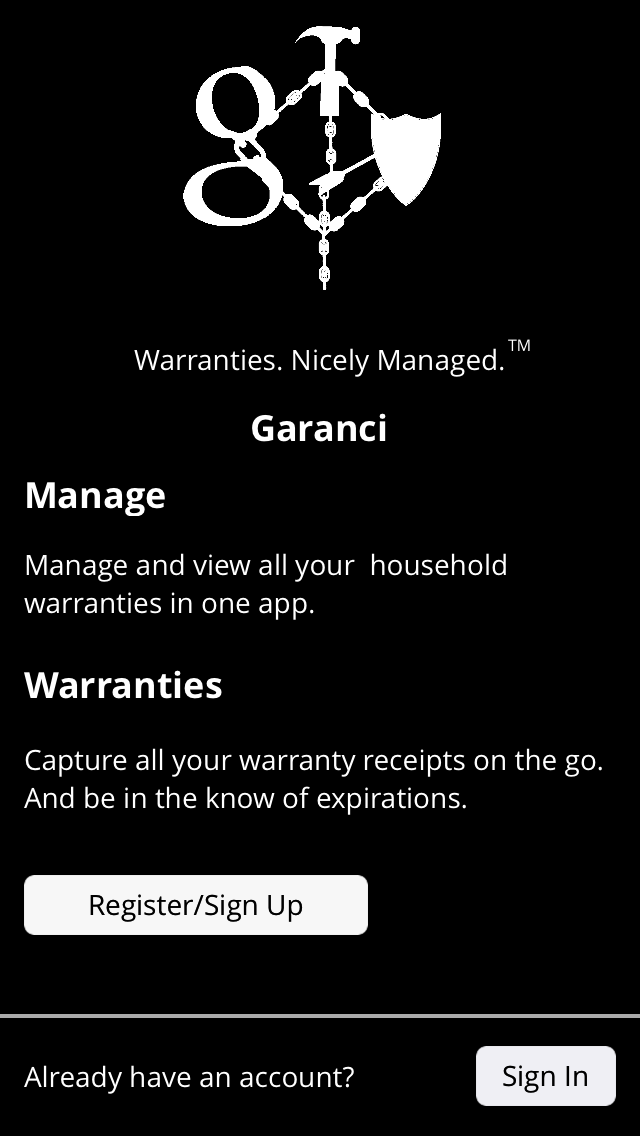 g
Warranties. Nicely Managed.™
Garanci
Manage
Manage and view all your  household
warranties in one app.
Warranties
Capture all your warranty receipts on the go.
And be in the know of expirations.
Register/Sign Up
Already have an account?
Sign In